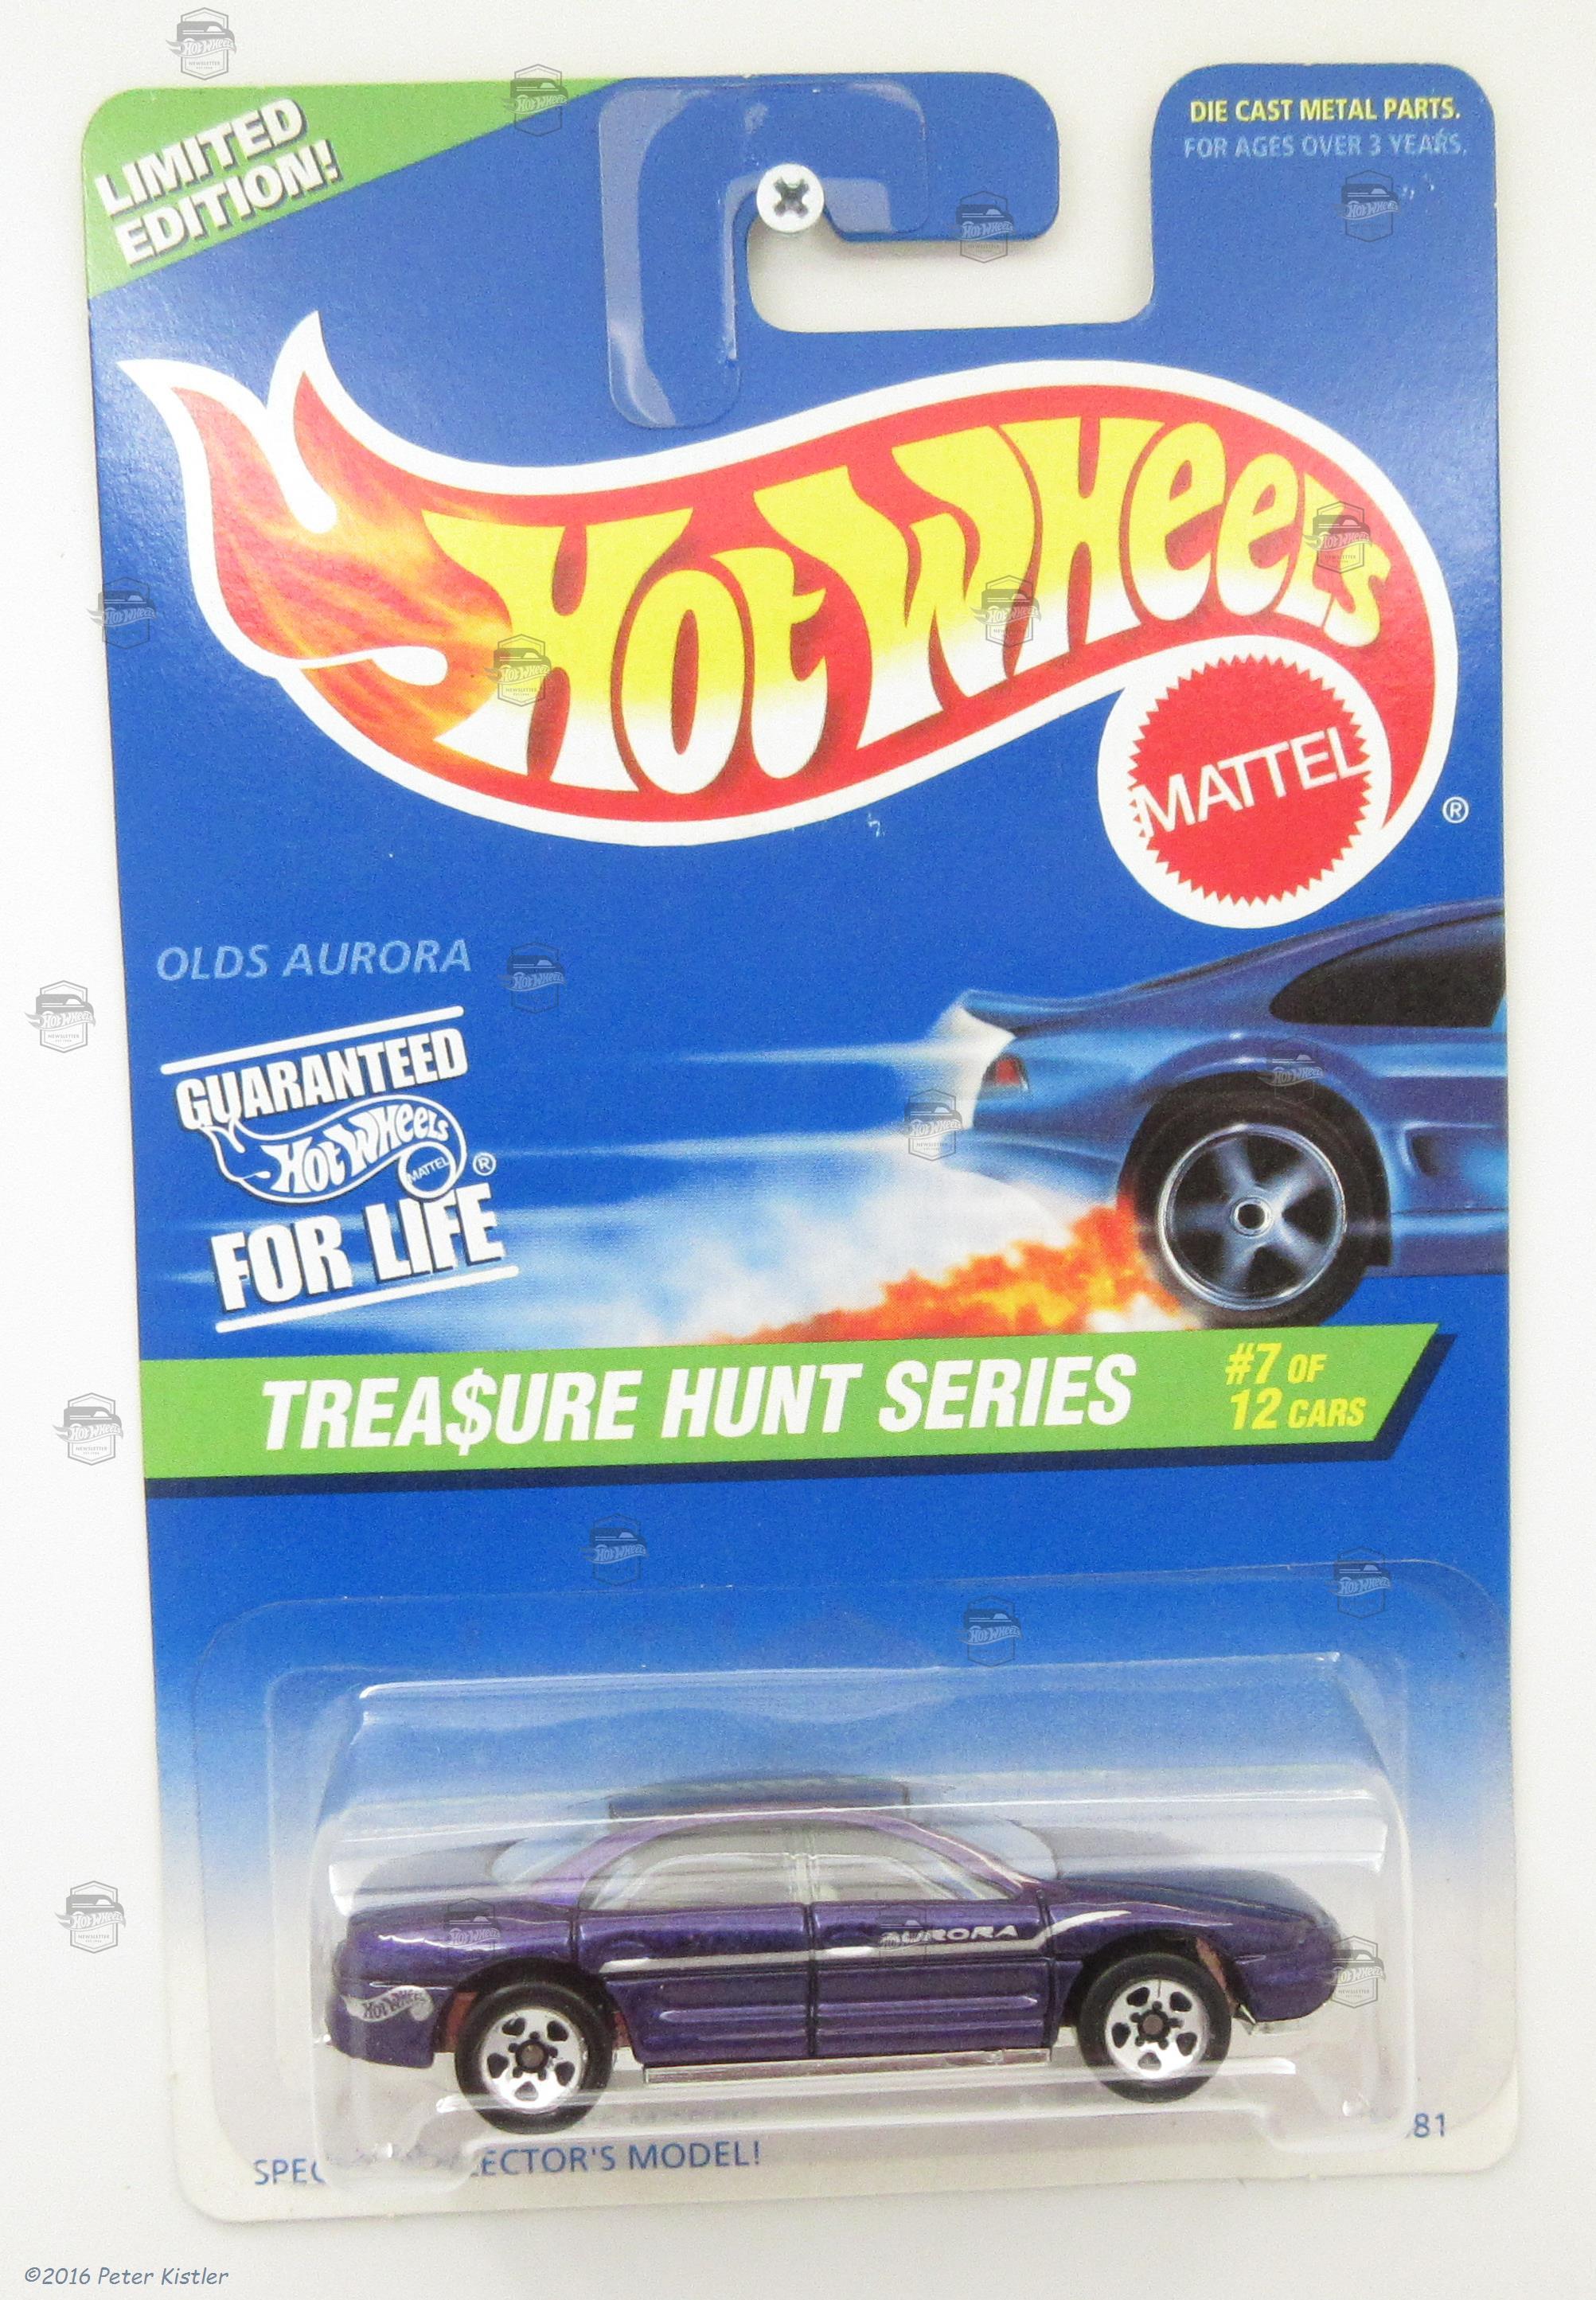 LIMITED
EDITION!
DIE CAST METAL PARTS.
FOR AGES OVER 3 YEARS.
HOT WHEELS
MATTEL
®
OLDS AURORA
GUARANTEED
HOT WHEELS
MATTEL ®
FOR LIFE
TREA$URE HUNT SERIES
#7 OF
12 CARS
AURORA
HOT WHEELS
ECTOR'S MODEL!
81
©2016 Peter Kistler